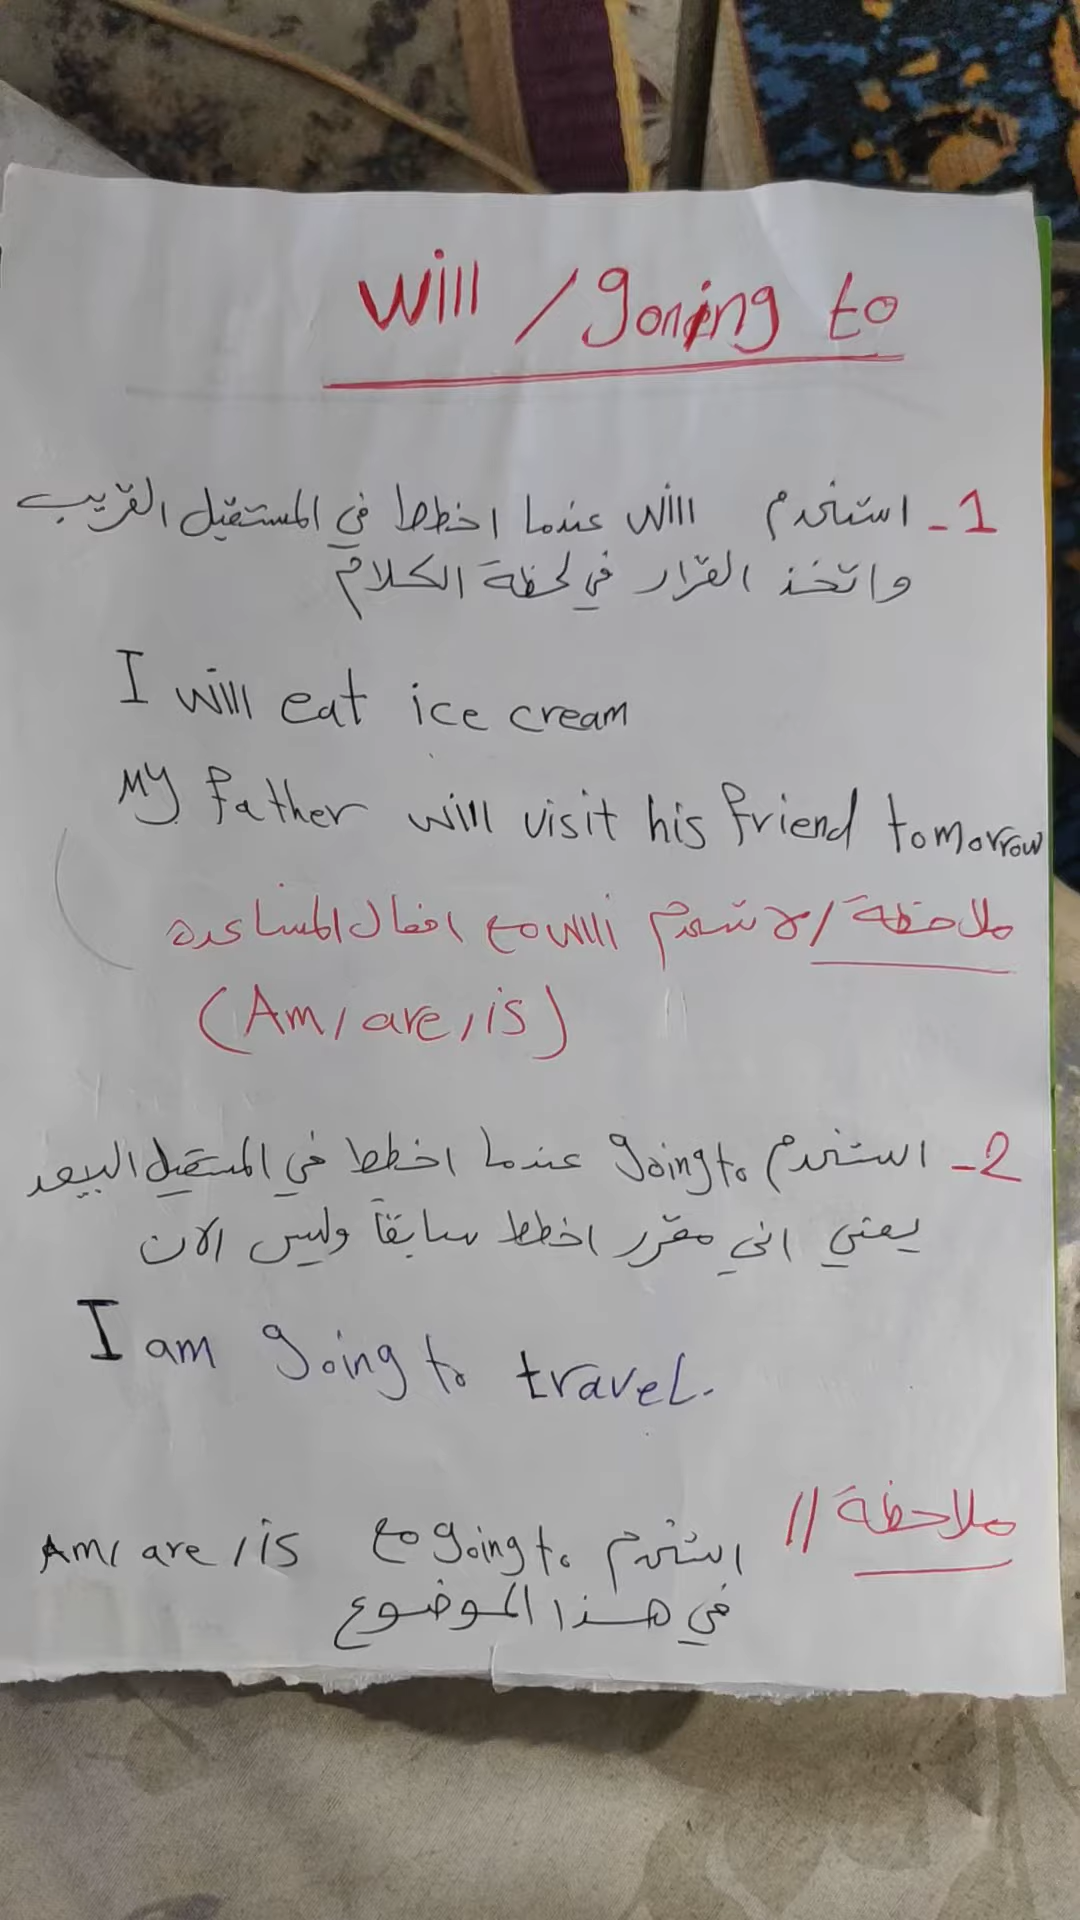 will / goning to
1- استخدم will عندما اخطط في المستقبل القريب
واتخذ القرار في لحظة الكلام
I will eat ice cream
My father will visit his friend tomorrow
ملاحظة / لا نستخدم will مع افعال المساعدة
(Am, are, is)
2- استخدم going to عندما اخطط في المستقبل البعيد
يعني اني مقرر اخطط سابقاً وليس الان
I am going to travel.
ملاحظة //
استخدم going to مع Am, are, is
في هذا الموضوع